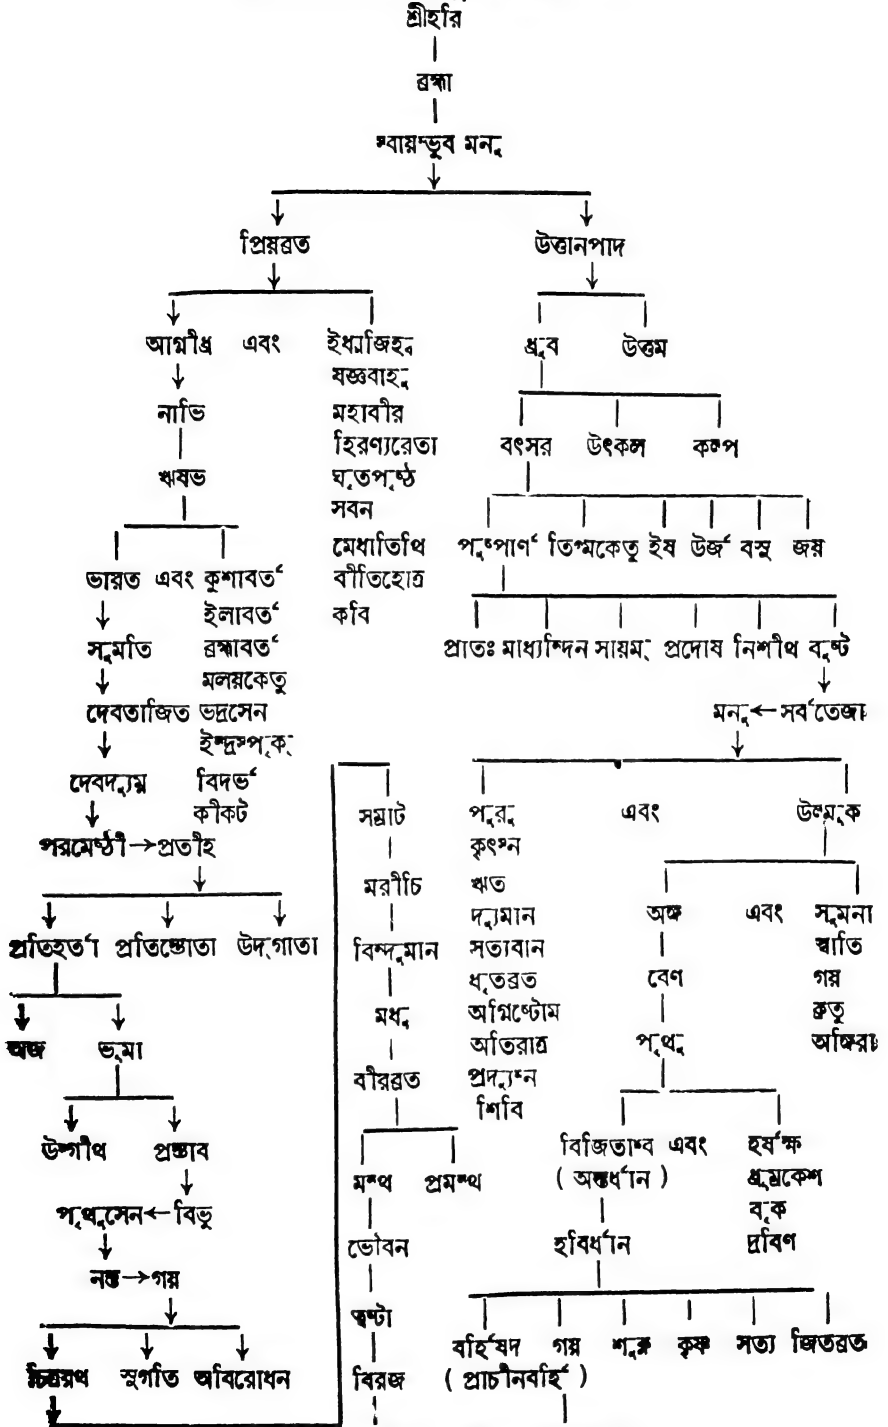 শ্রীহরি
ব্রহ্মা
স্বায়ম্ভুব মনু
প্রিয়ব্রত উত্তানপাদ
আগ্নীধ্র এবং ইধ্মজিহ্ব ধ্রুব উত্তম
যজ্ঞবাহু
নাভি মহাবীর
হিরণ্যরেতা বৎসর উৎকল কল্প
ঋষভ ঘৃতপৃষ্ঠ
সবন
মেধাতিথি পুষ্পার্ণ তিগ্মকেতু ইষ উর্জ বসু জয়
ভারত এবং কুশাবর্ত বীতিহোত্র
ইলাবর্ত কবি
সুমতি ব্রহ্মাবর্ত প্রাতঃ মাধ্যন্দিন সায়ম্ প্রদোষ নিশীথ ব্যুষ্ট
মলয়কেতু
দেবতাজিত ভদ্রসেন মনু সর্বতেজা
ইন্দ্রস্পৃক্
দেবদ্যুম্ন বিদর্ভ
কীকট সম্রাট পুরু এবং উল্মুক
পরমেষ্ঠী প্রতীহ কৃৎস্ন
মরীচি ঋত
দ্যুমান অঙ্গ এবং সুমনা
প্রতিহর্তা প্রতিস্তোতা উদ্গাতা বিন্দুমান সত্যবান স্বাতি
ধৃতব্রত বেণ গয়
মধু অগ্নিষ্টোম ক্রতু
অজ ভূমা অতিরাত্র পৃথু অঙ্গিরা
বীরব্রত প্রদ্যুম্ন
শিবি
উদ্গীথ প্রস্তাব বিজিতাশ্ব এবং হর্যক্ষ
মন্থু প্রমন্থু ( অন্তর্ধান ) ধূম্রকেশ
পৃথুসেন বিভু বৃক
ভৌবন হবির্ধান দ্রবিণ
নক্ত গয়
ত্বষ্টা
বর্হিষদ গয় শুক্ল কৃষ্ণ সত্য জিতব্রত
চিত্ররথ সুগতি অবিরোধন বিরজ ( প্রাচীনবর্হি )